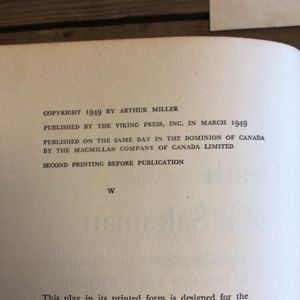 COPYRIGHT 1949 BY ARTHUR MILLER
PUBLISHED BY THE VIKING PRESS, INC. IN MARCH 1949
PUBLISHED ON THE SAME DAY IN THE DOMINION OF CANADA
BY THE MACMILLAN COMPANY OF CANADA LIMITED
SECOND PRINTING BEFORE PUBLICATION
W
This play in its printed form is designed for the